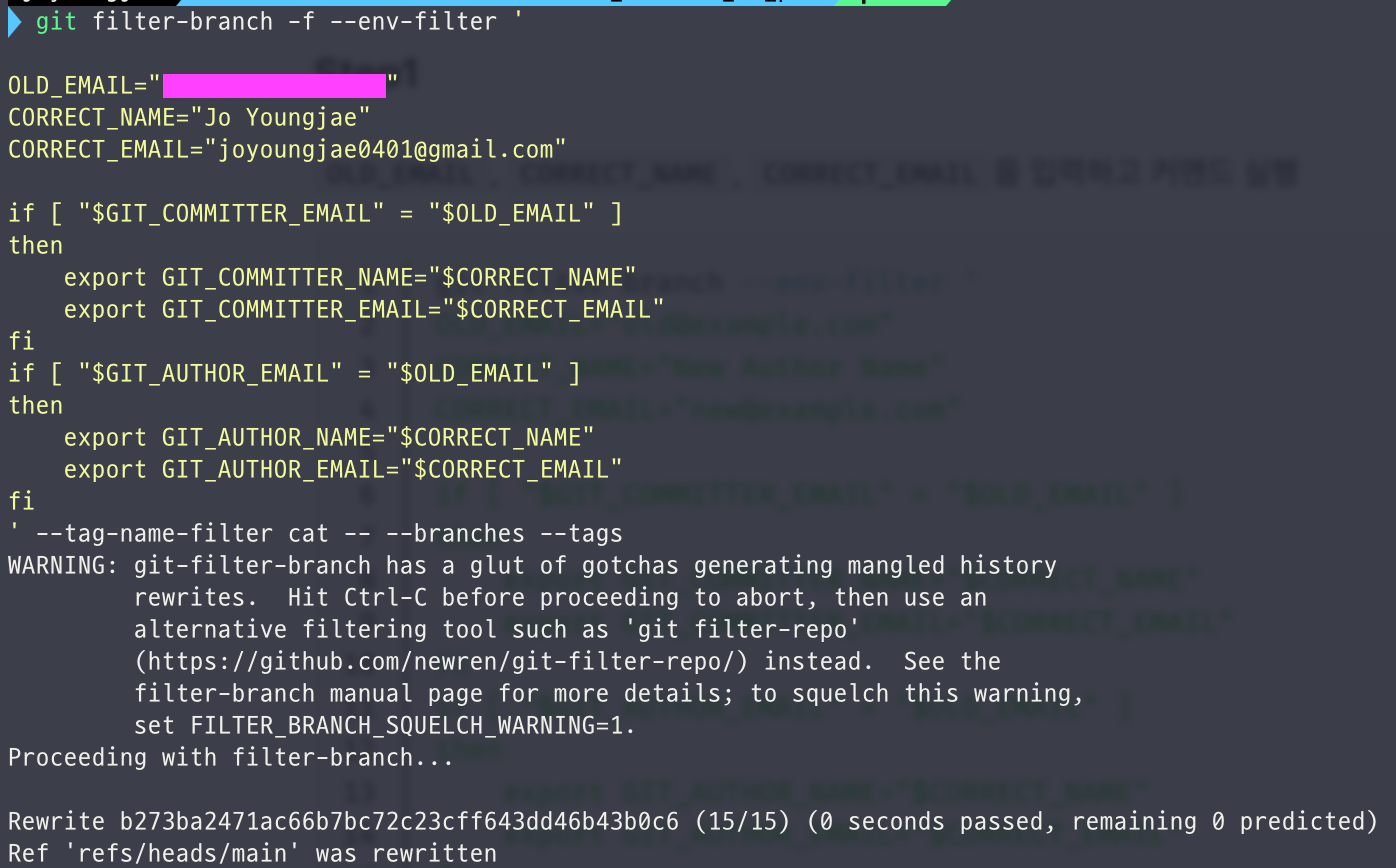 git filter-branch -f --env-filter '
OLD_EMAIL=" "
CORRECT_NAME="Jo Youngjae"
CORRECT_EMAIL="joyoungjae0401@gmail.com"
if [ "$GIT_COMMITTER_EMAIL" = "$OLD_EMAIL" ]
then
    export GIT_COMMITTER_NAME="$CORRECT_NAME"
    export GIT_COMMITTER_EMAIL="$CORRECT_EMAIL"
fi
if [ "$GIT_AUTHOR_EMAIL" = "$OLD_EMAIL" ]
then
    export GIT_AUTHOR_NAME="$CORRECT_NAME"
    export GIT_AUTHOR_EMAIL="$CORRECT_EMAIL"
fi
' --tag-name-filter cat -- --branches --tags
WARNING: git-filter-branch has a glut of gotchas generating mangled history
         rewrites.  Hit Ctrl-C before proceeding to abort, then use an
         alternative filtering tool such as 'git filter-repo'
         (https://github.com/newren/git-filter-repo/) instead.  See the
         filter-branch manual page for more details; to squelch this warning,
         set FILTER_BRANCH_SQUELCH_WARNING=1.
Proceeding with filter-branch...
Rewrite b273ba2471ac66b7bc72c23cff643dd46b43b0c6 (15/15) (0 seconds passed, remaining 0 predicted)
Ref 'refs/heads/main' was rewritten